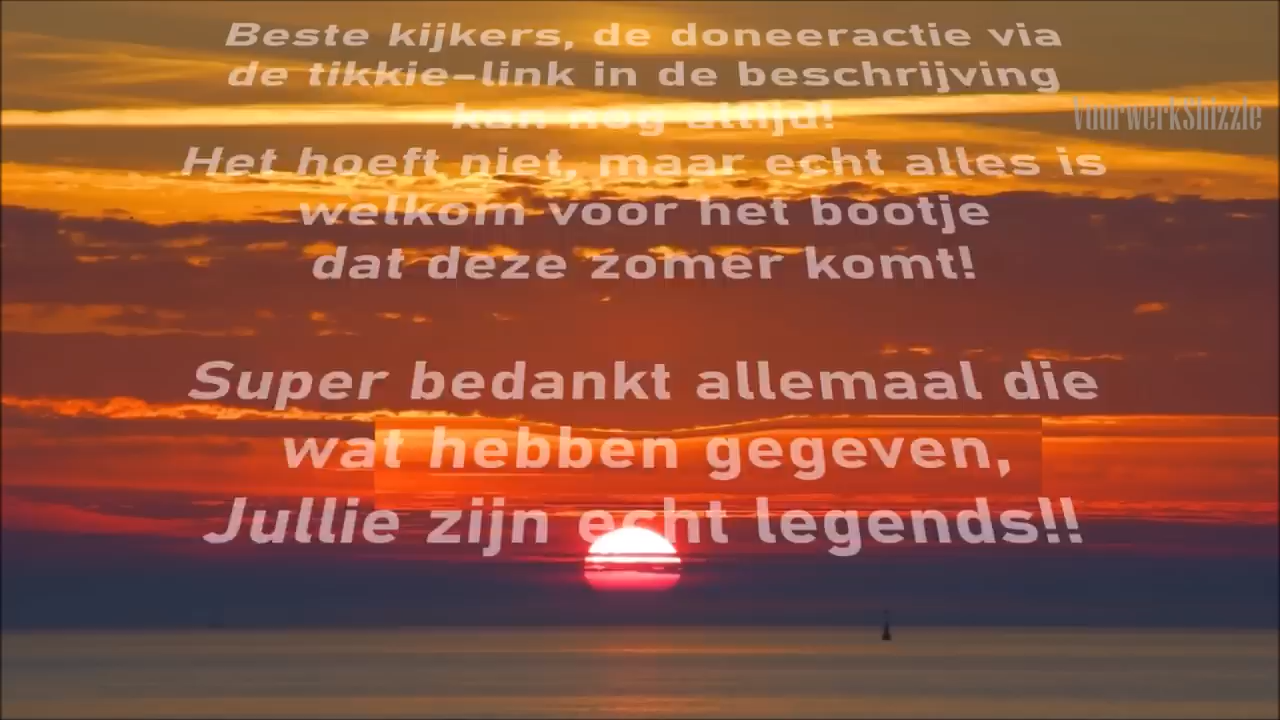 Beste kijkers, de doneeractie via
de tikkie-link in de beschrijving
kan nog altijd!
VuurwerkShizzle
Het hoeft niet, maar echt alles is
welkom voor het bootje
dat deze zomer komt!
Super bedankt allemaal die
wat hebben gegeven,
Jullie zijn echt legends!!